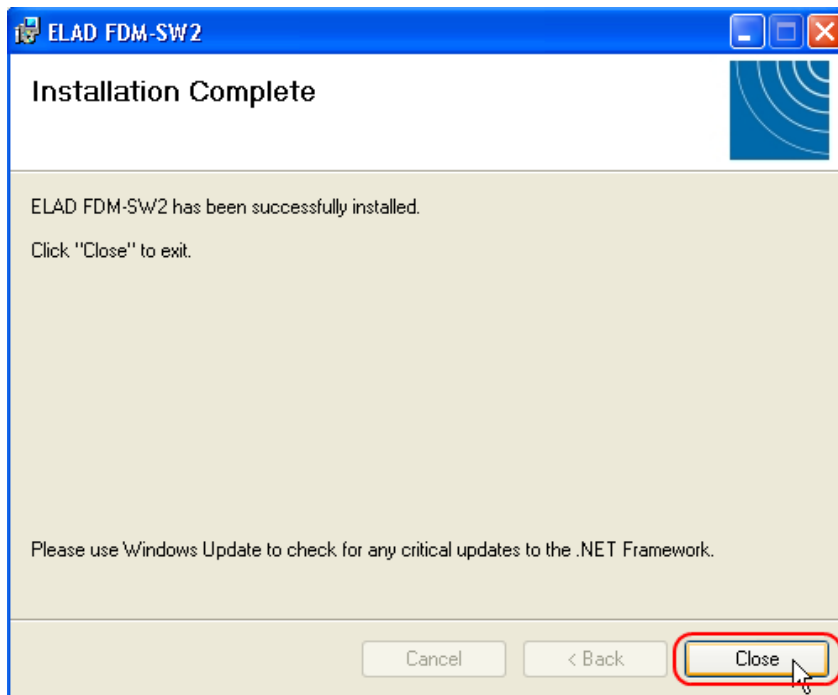 ELAD FDM-SW2
Installation Complete
ELAD FDM-SW2 has been successfully installed.
Click "Close" to exit.
Please use Windows Update to check for any critical updates to the .NET Framework.
Cancel < Back Close